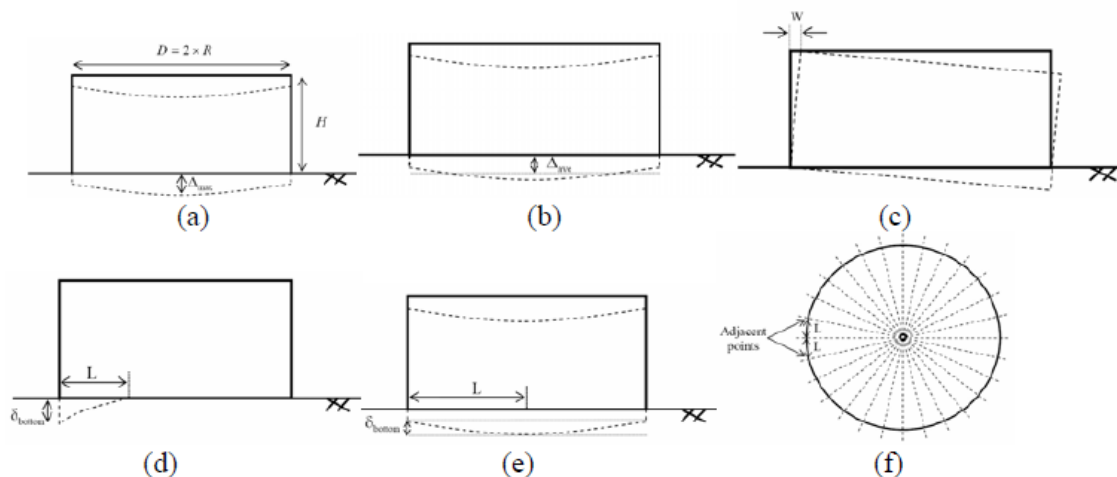 D = 2 × R
H
Δmax
(a)
Δave
(b)
W
(c)
L
δbottom
(d)
L
δbottom
(e)
Adjacent
points
L
L
(f)